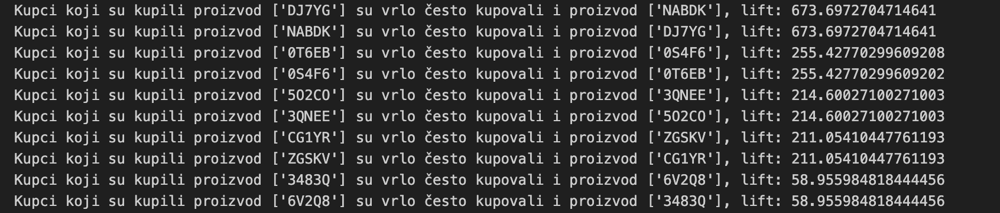 Kupci koji su kupili proizvod ['DJ7YG'] su vrlo često kupovali i proizvod ['NABDK'], lift: 673.6972704714641
Kupci koji su kupili proizvod ['NABDK'] su vrlo često kupovali i proizvod ['DJ7YG'], lift: 673.6972704714641
Kupci koji su kupili proizvod ['0T6EB'] su vrlo često kupovali i proizvod ['0S4F6'], lift: 255.42770299609208
Kupci koji su kupili proizvod ['0S4F6'] su vrlo često kupovali i proizvod ['0T6EB'], lift: 255.42770299609202
Kupci koji su kupili proizvod ['5O2CO'] su vrlo često kupovali i proizvod ['3QNEE'], lift: 214.60027100271003
Kupci koji su kupili proizvod ['3QNEE'] su vrlo često kupovali i proizvod ['5O2CO'], lift: 214.60027100271003
Kupci koji su kupili proizvod ['CG1YR'] su vrlo često kupovali i proizvod ['ZGSKV'], lift: 211.05410447761193
Kupci koji su kupili proizvod ['ZGSKV'] su vrlo često kupovali i proizvod ['CG1YR'], lift: 211.05410447761193
Kupci koji su kupili proizvod ['3483Q'] su vrlo često kupovali i proizvod ['6V2Q8'], lift: 58.955984818444456
Kupci koji su kupili proizvod ['6V2Q8'] su vrlo često kupovali i proizvod ['3483Q'], lift: 58.955984818444456